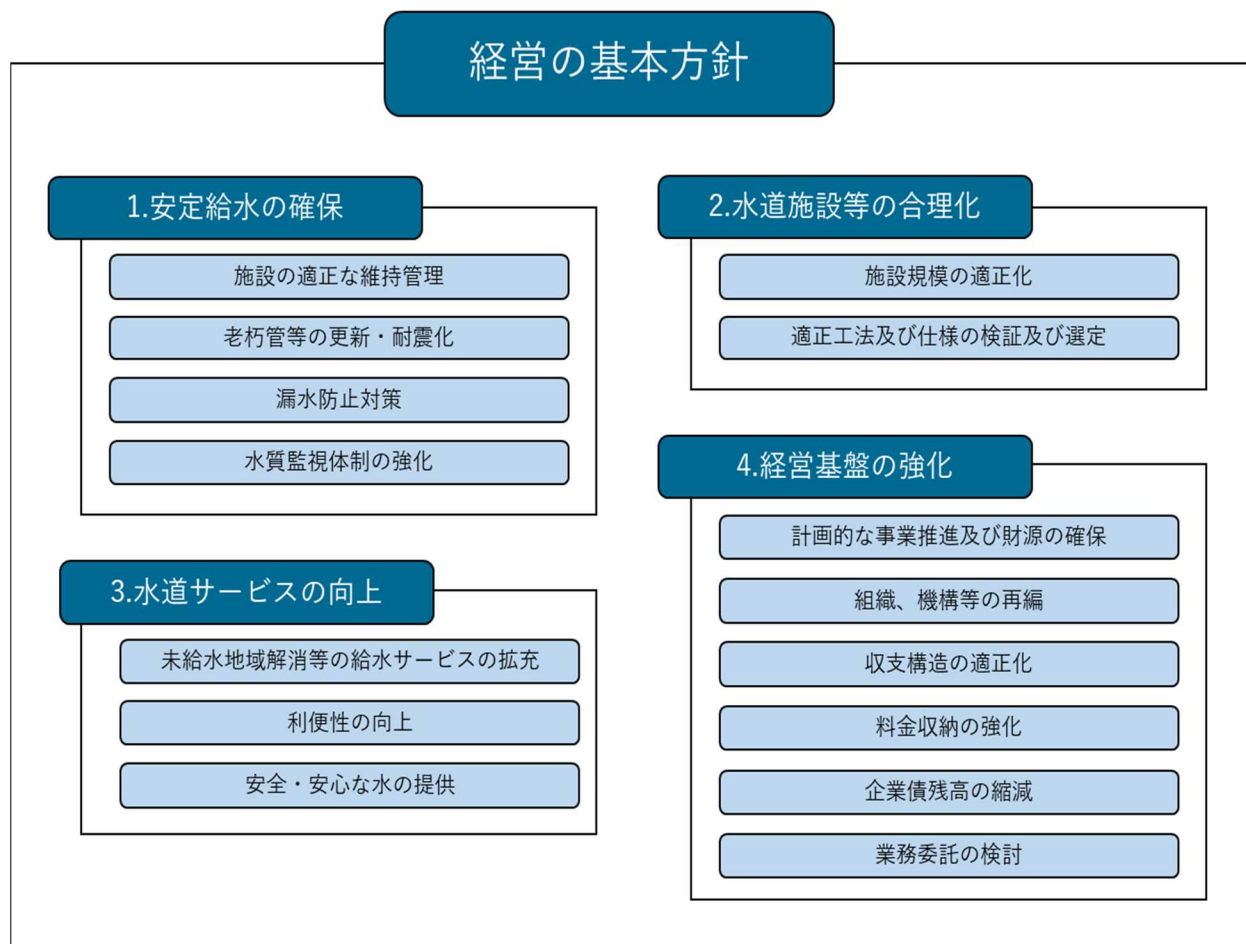 経営の基本方針
1.安定給水の確保
施設の適正な維持管理
老朽管等の更新・耐震化
漏水防止対策
水質監視体制の強化
2.水道施設等の合理化
施設規模の適正化
適正工法及び仕様の検証及び選定
3.水道サービスの向上
未給水地域解消等の給水サービスの拡充
利便性の向上
安全・安心な水の提供
4.経営基盤の強化
計画的な事業推進及び財源の確保
組織、機構等の再編
収支構造の適正化
料金収納の強化
企業債残高の縮減
業務委託の検討